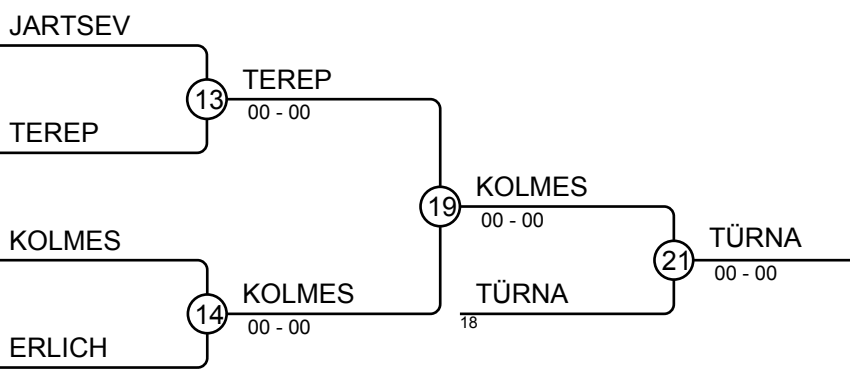 JARTSEV
13
TEREP
00 - 00
TEREP
KOLMES
14
KOLMES
00 - 00
ERLICH
19
KOLMES
00 - 00
TÜRNA
18
21
TÜRNA
00 - 00